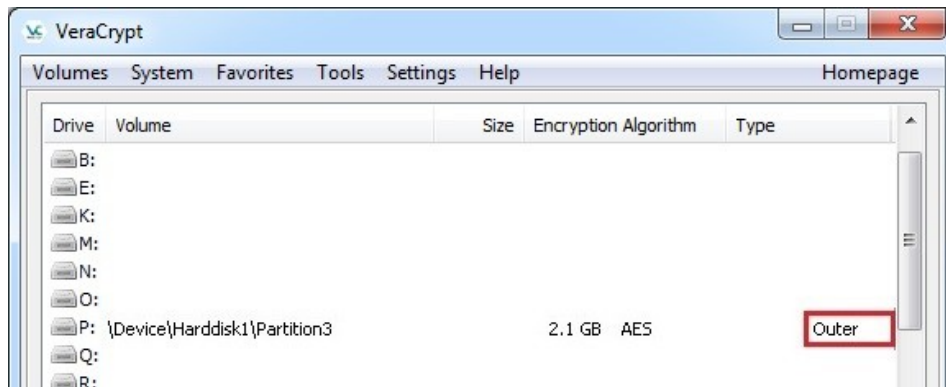 VeraCrypt
Volumes System Favorites Tools Settings Help Homepage
Drive Volume Size Encryption Algorithm Type
B:
E:
K:
M:
N:
O:
P: \Device\Harddisk1\Partition3 2.1 GB AES Outer
Q:
R: